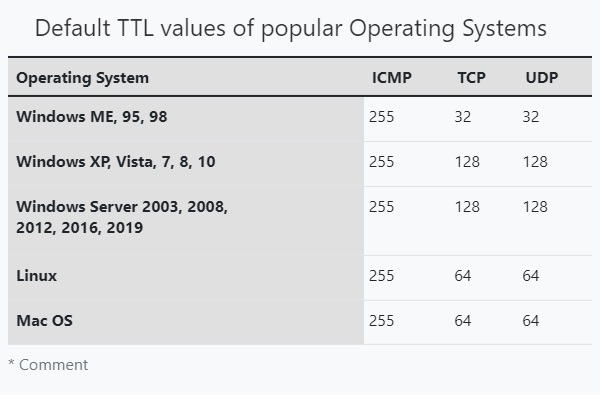 Default TTL values of popular Operating Systems
Operating System ICMP TCP UDP
Windows ME, 95, 98 255 32 32
Windows XP, Vista, 7, 8, 10 255 128 128
Windows Server 2003, 2008, 255 128 128
2012, 2016, 2019
Linux 255 64 64
Mac OS 255 64 64
* Comment